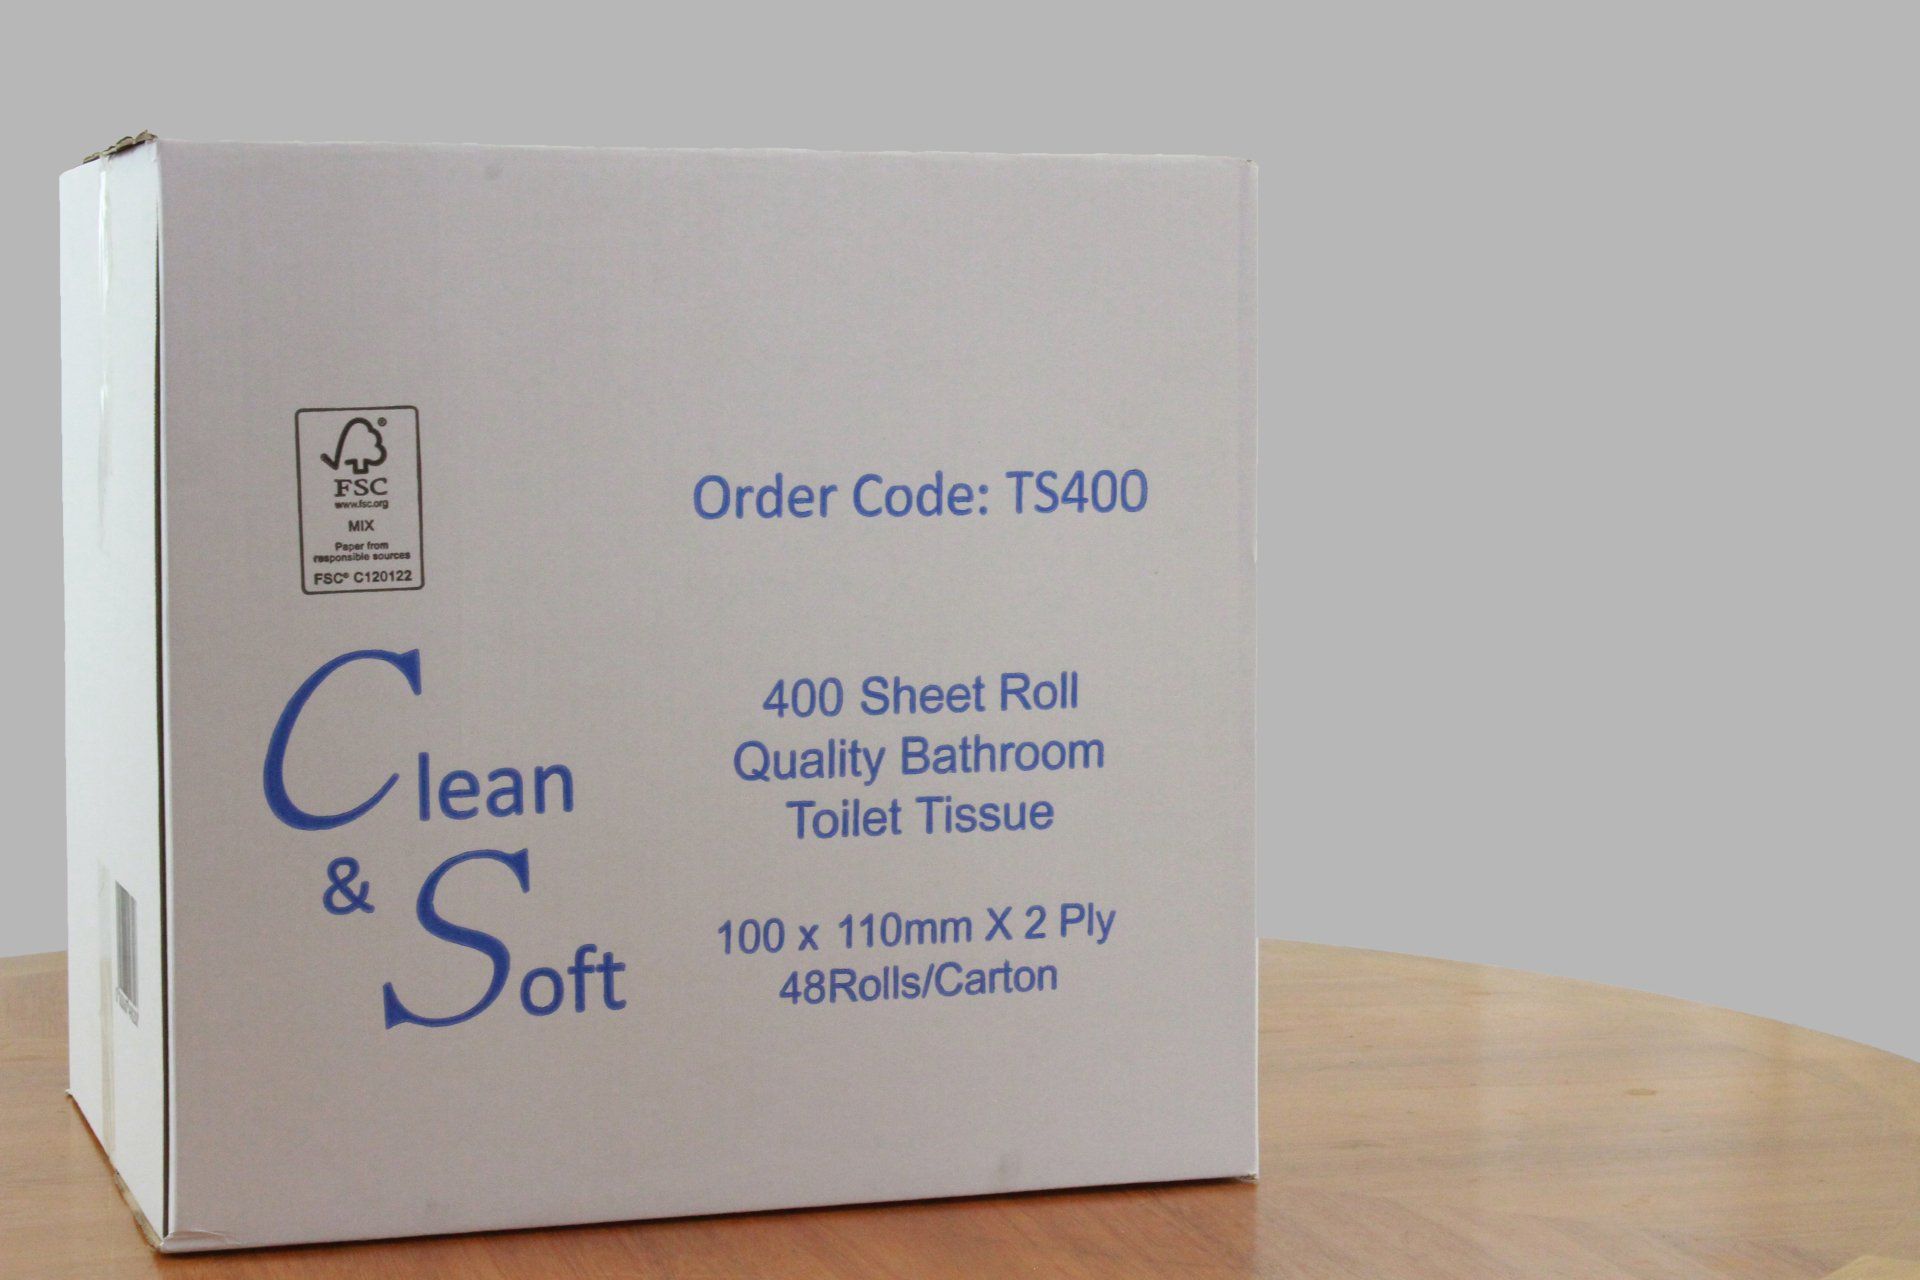 FSC
www.fsc.org
MIX
Paper from
responsible sources
FSC® C120122
Order Code: TS400
Clean
&
Soft
400 Sheet Roll
Quality Bathroom
Toilet Tissue
100 x 110mm X 2 Ply
48Rolls/Carton